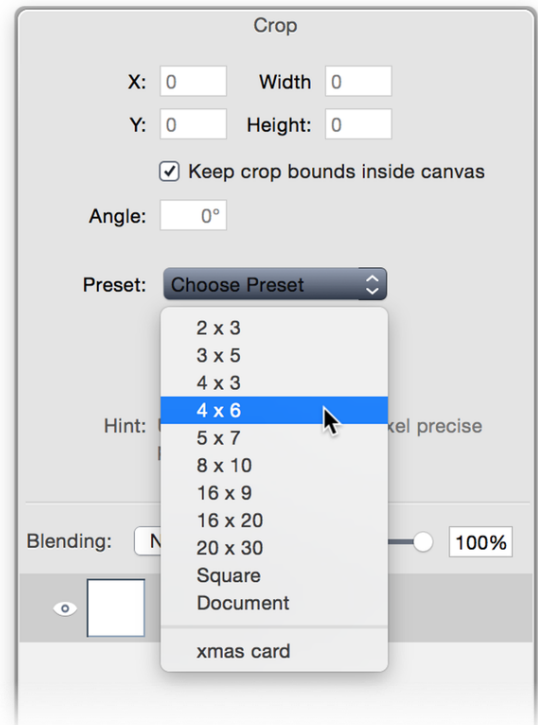 Crop
X: 0 Width 0
Y: 0 Height: 0
Keep crop bounds inside canvas
Angle: 0°
Preset: Choose Preset
2 x 3
3 x 5
4 x 3
4 x 6
Hint: precise
5 x 7
8 x 10
16 x 9
16 x 20
Blending: N 100%
20 x 30
Square
Document
xmas card